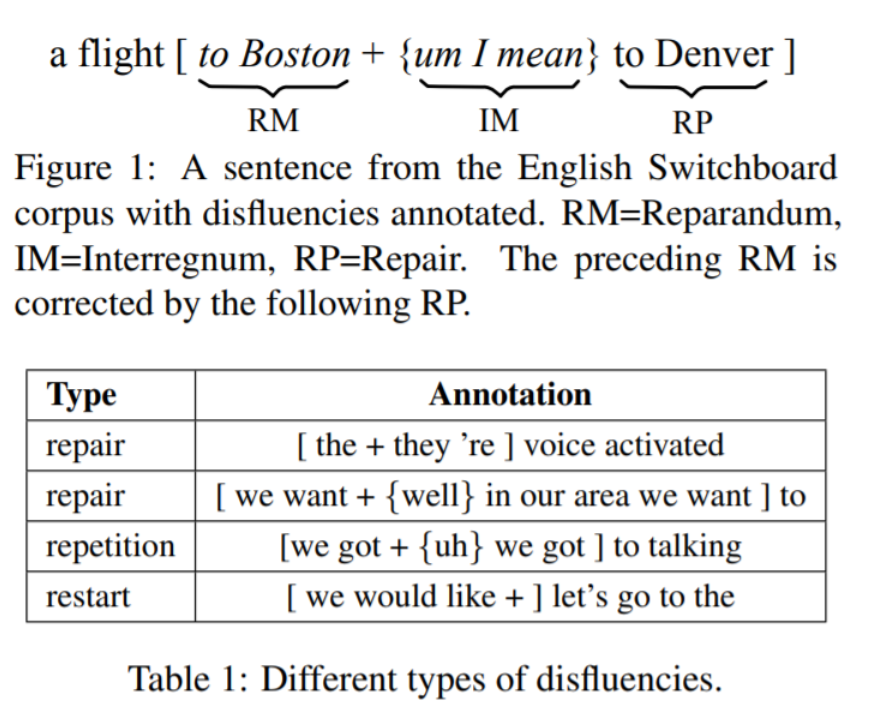 a flight [ to Boston + {um I mean} to Denver ]
RM IM RP
Figure 1: A sentence from the English Switchboard
corpus with disfluencies annotated. RM=Reparandum,
IM=Interregnum, RP=Repair. The preceding RM is
corrected by the following RP.
Type Annotation
repair [ the + they ’re ] voice activated
repair [ we want + {well} in our area we want ] to
repetition [we got + {uh} we got ] to talking
restart [ we would like + ] let’s go to the
Table 1: Different types of disfluencies.